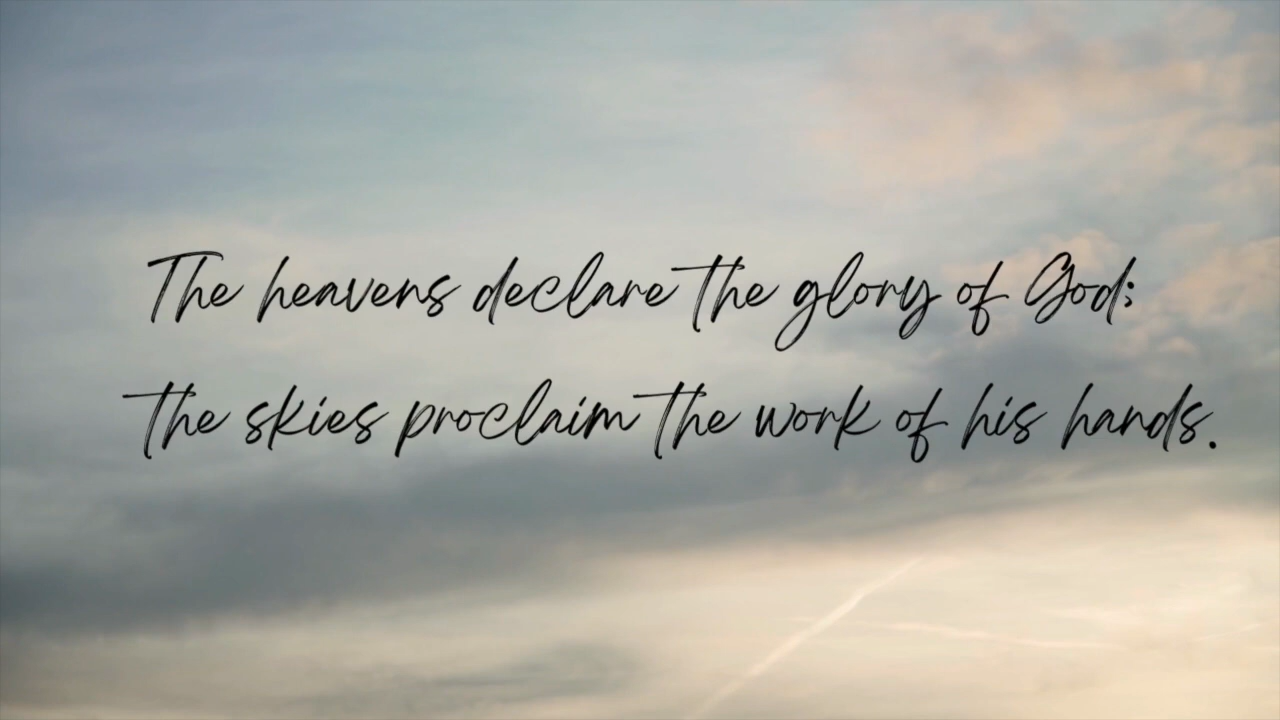 The heavens declare the glory of God;
the skies proclaim the work of his hands.